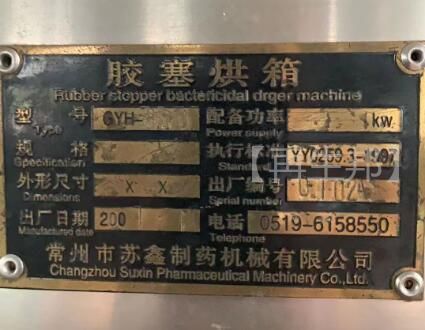 胶塞烘箱
Rubber stopper bactericidal drger machine
型号 GYH- 配备功率 kw
Type Power supply
规格 执行标准 YY0259.3-1997
Specification Stand
外形尺寸 X X 出厂编号
Dimensions Serial number
出厂日期 200 电话 0519-6158550
Manufactured date Telephone
常州市苏鑫制药机械有限公司
Changzhou Suxin Pharmaceutical Machinery Co.,Ltd.